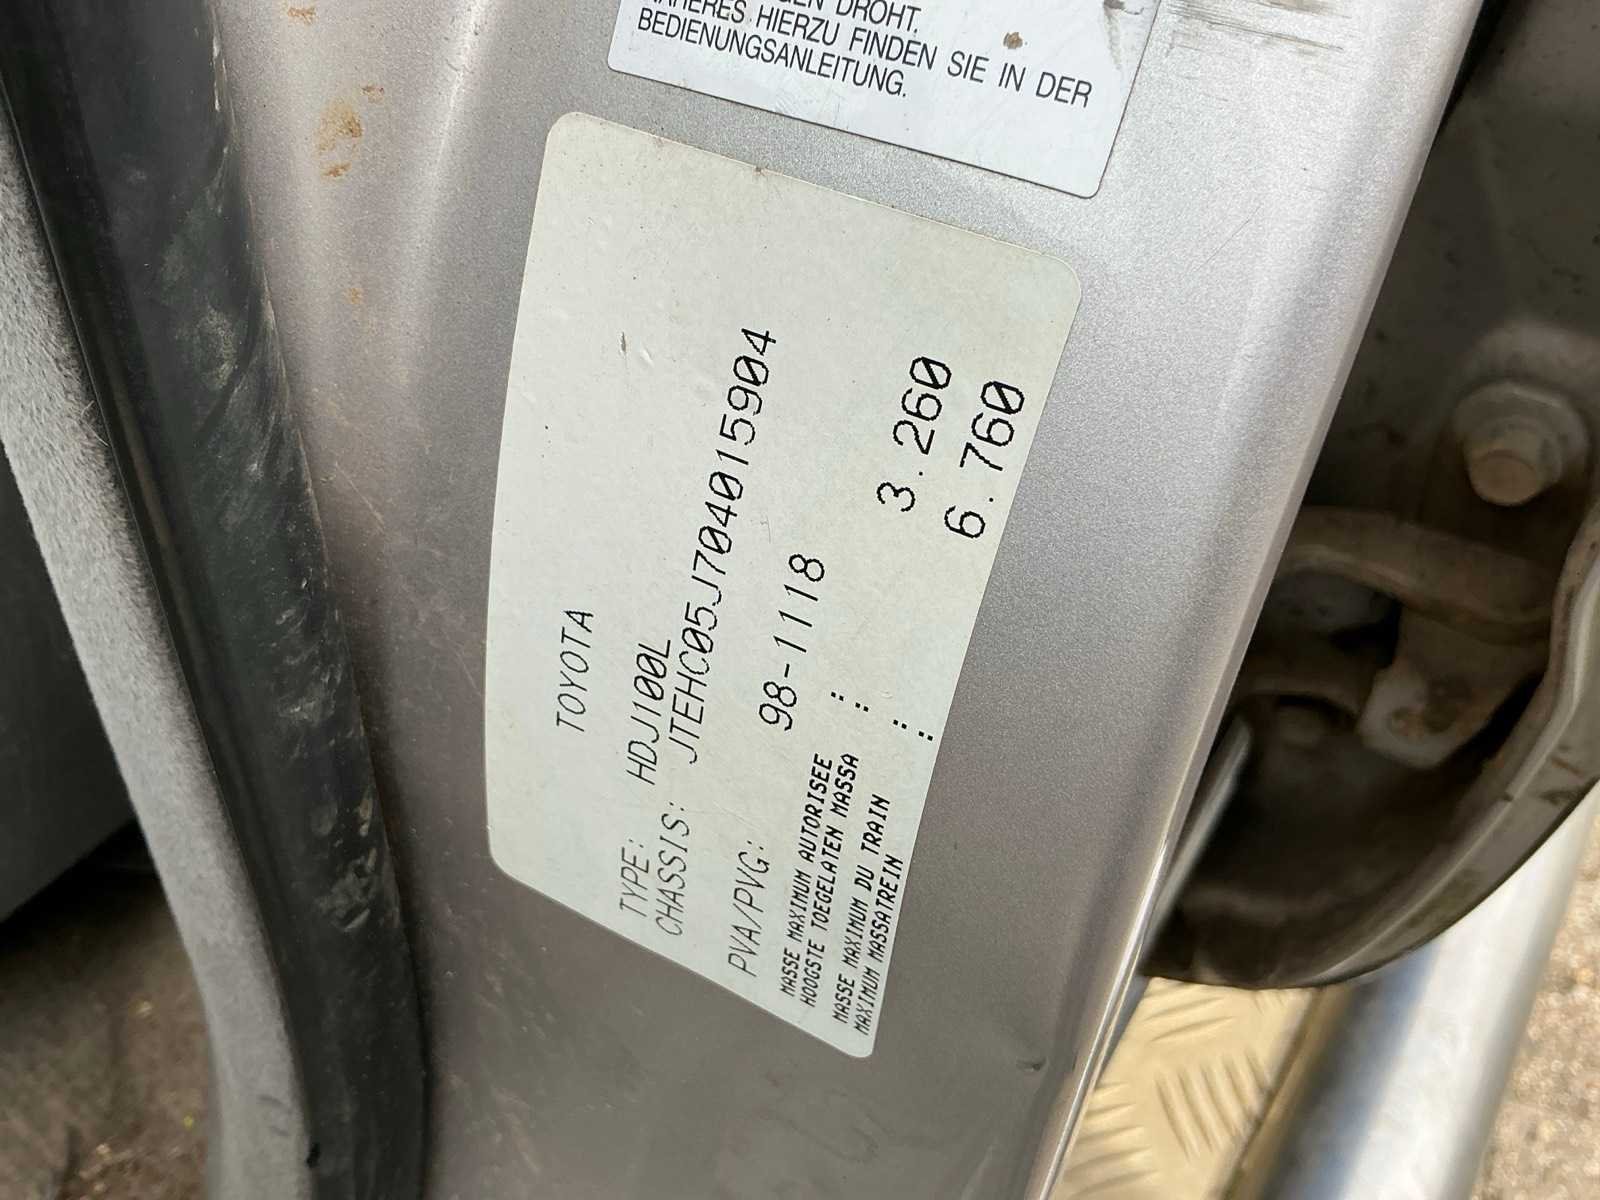 DROHT.
HIERZU FINDEN SIE IN DER
BEDIENUNGSANLEITUNG.
TOYOTA
TYPE: HDJ100L
CHASSIS: JTEHC05J704015904
PVA/PVG: 98-1118
MASSE MAXIMUM AUTORISEE :
HOOGSTE TOEGELATEN MASSA : 3.260
MASSE MAXIMUM DU TRAIN :
MAXIMUM MASSATREIN : 6.760